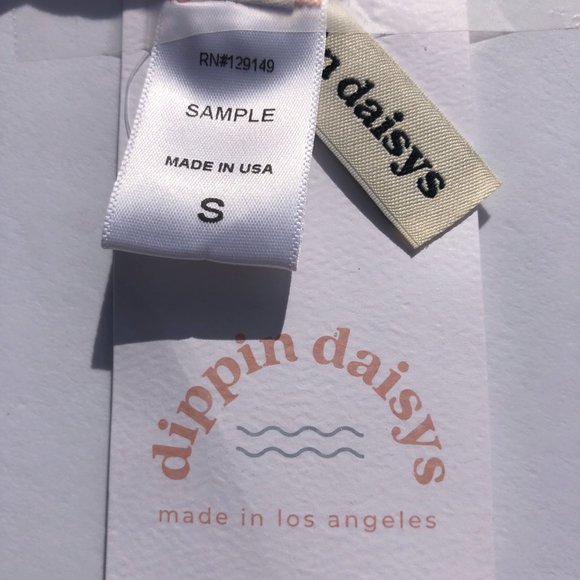 RN#129149
SAMPLE
MADE IN USA
S
daisys
dippin daisys
made in los angeles